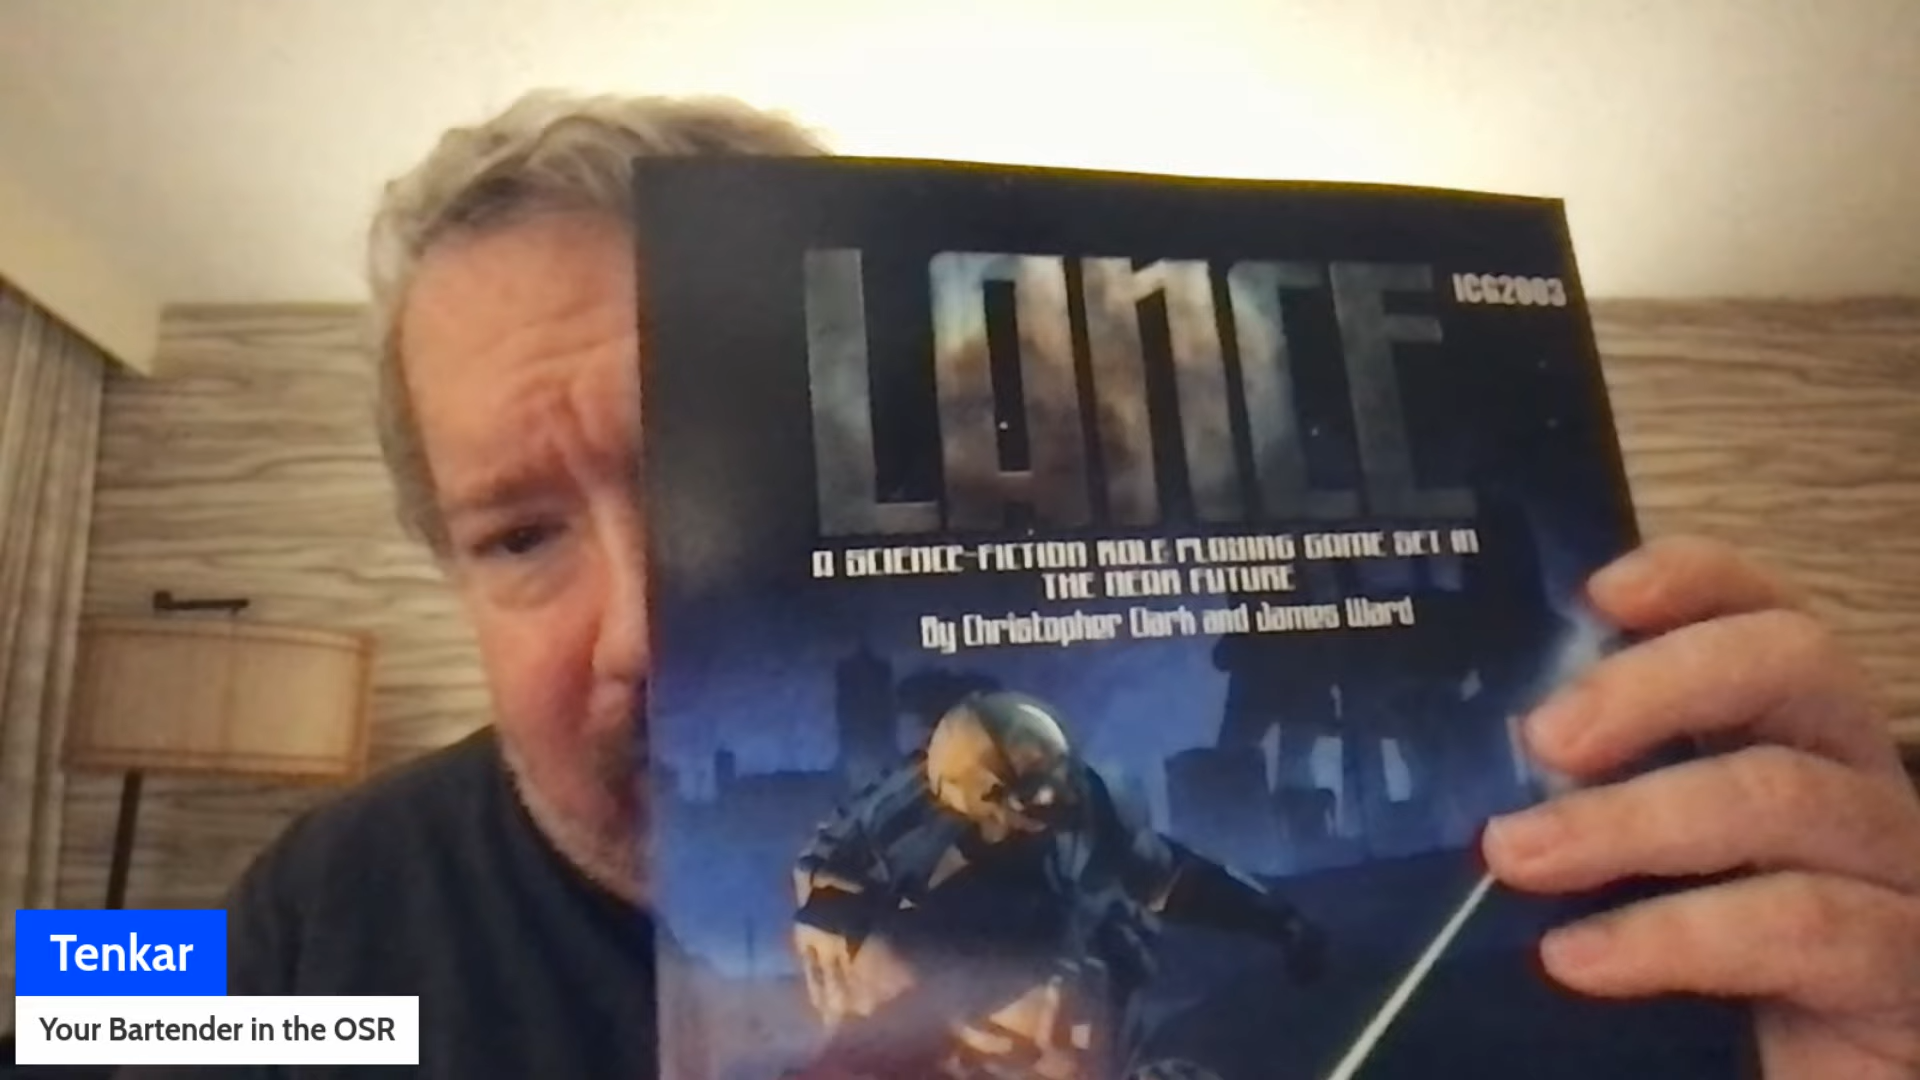 LANCE
ICG2003
A SCIENCE-FICTION ROLE PLAYING GAME SET IN
THE NEAR FUTURE
By Christopher Clark and James Ward
Tenkar
Your Bartender in the OSR